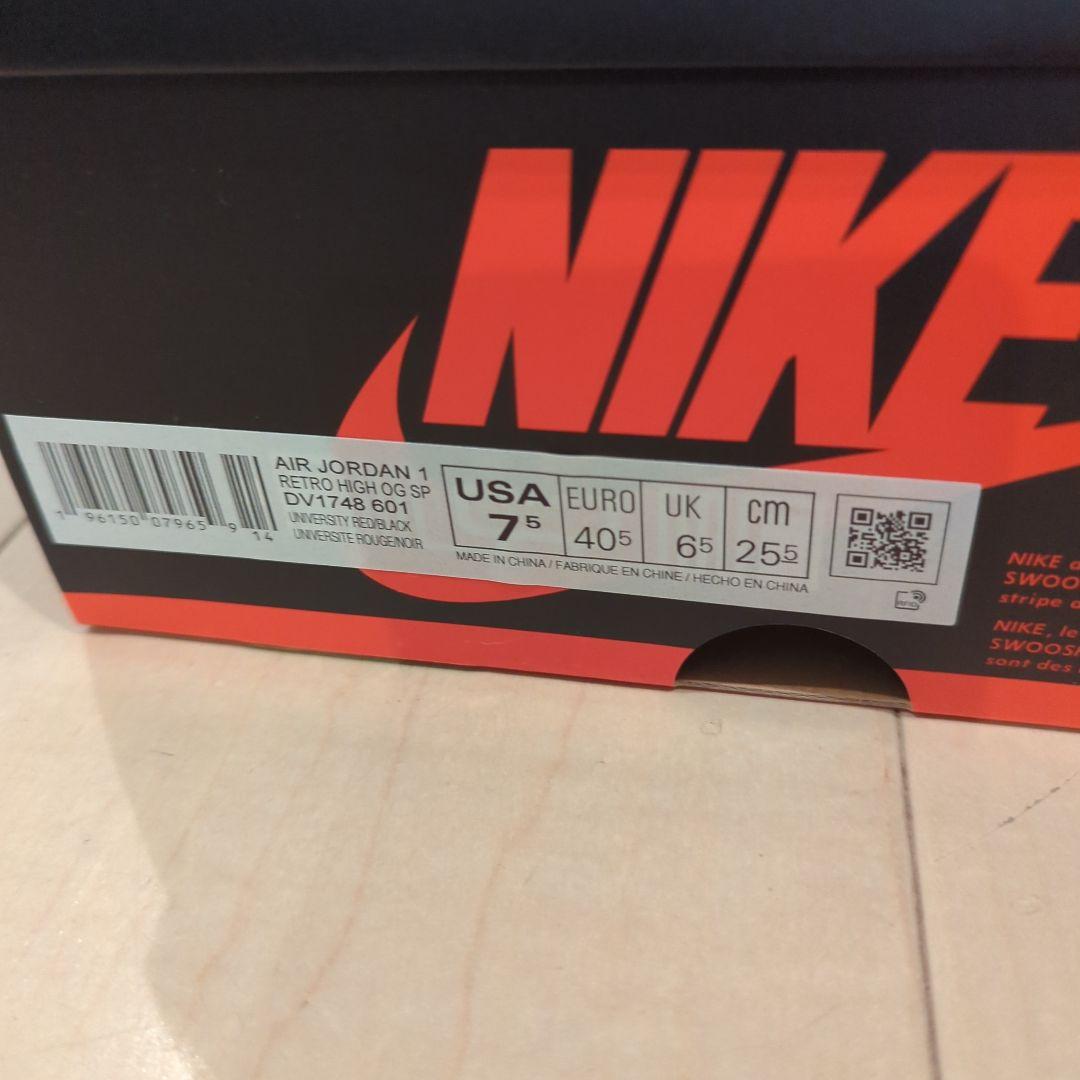 NIKE
AIR JORDAN 1
RETRO HIGH OG SP
DV1748 601
UNIVERSITY RED/BLACK
UNIVERSITE ROUGE/NOIR
1 96150 07965 9
14
USA
7 5
EURO
40 5
UK
6 5
cm
25 5
MADE IN CHINA / FABRIQUE EN CHINE / HECHO EN CHINA
RFID
NIKE
SWOO
stripe
NIKE, le
SWOOSH
sont des